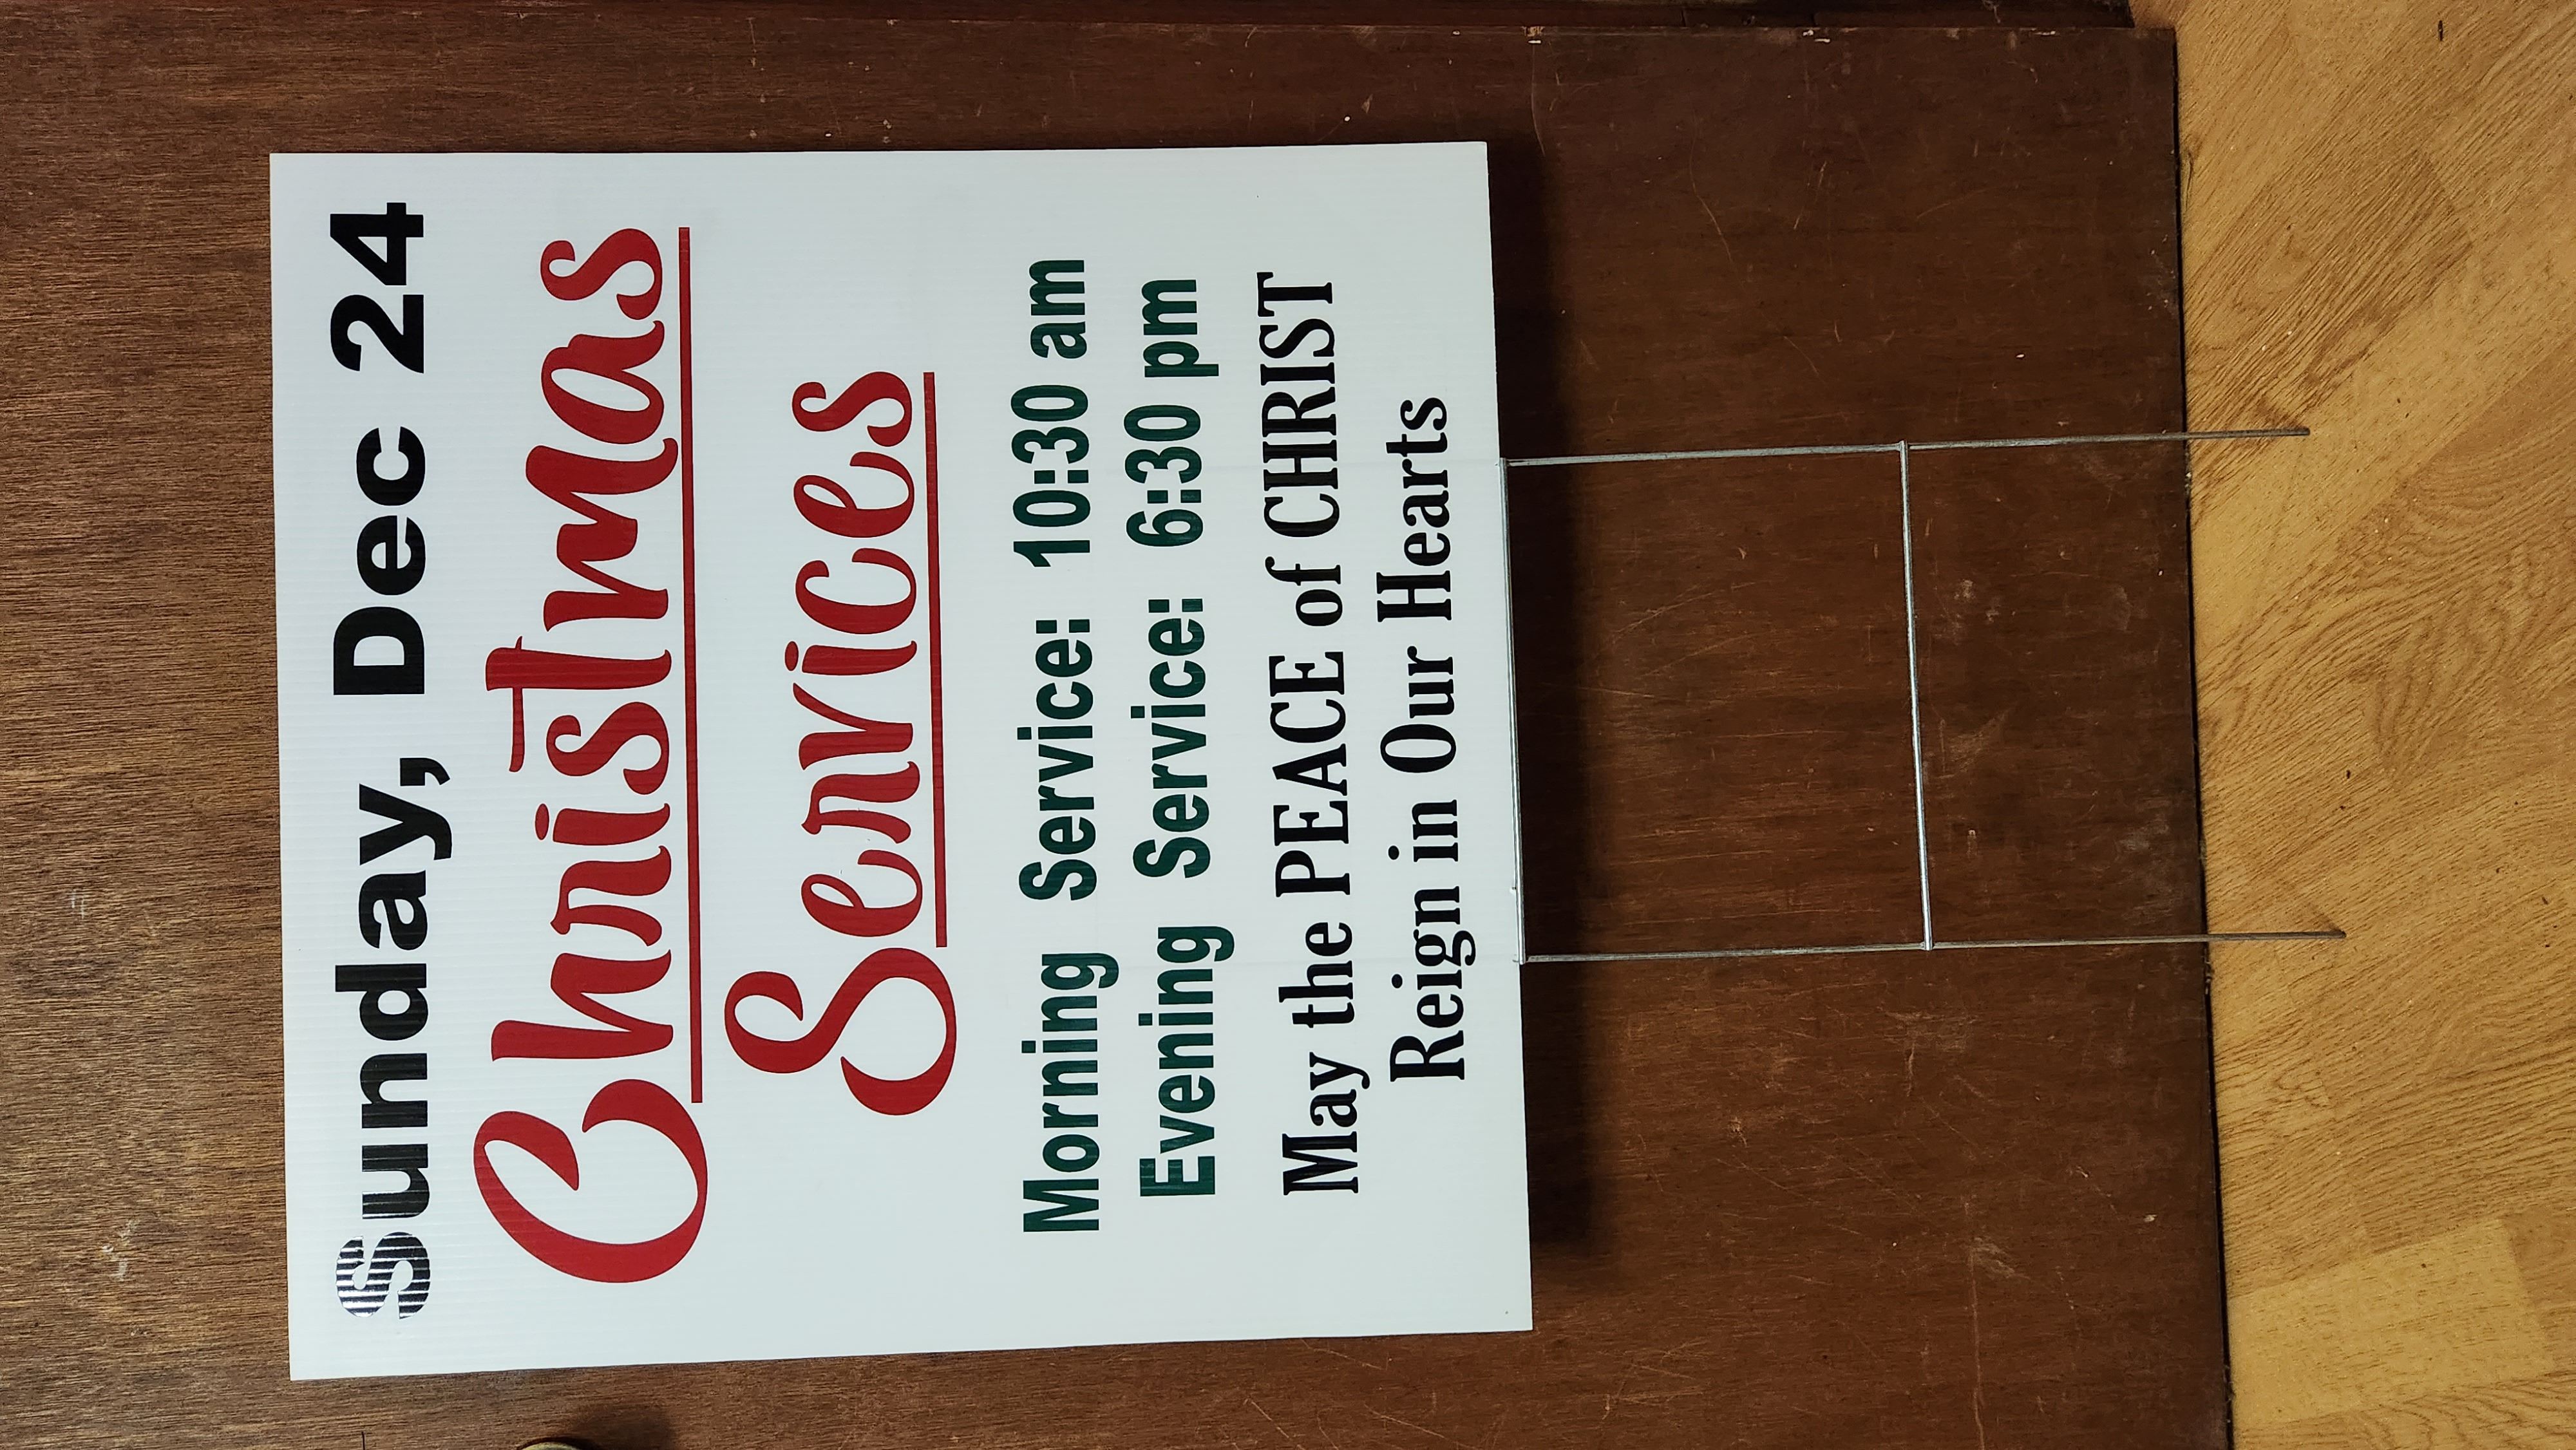 Sunday, Dec 24
Christmas
Services
Morning Service: 10:30 am
Evening Service: 6:30 pm
May the PEACE of CHRIST
Reign in Our Hearts